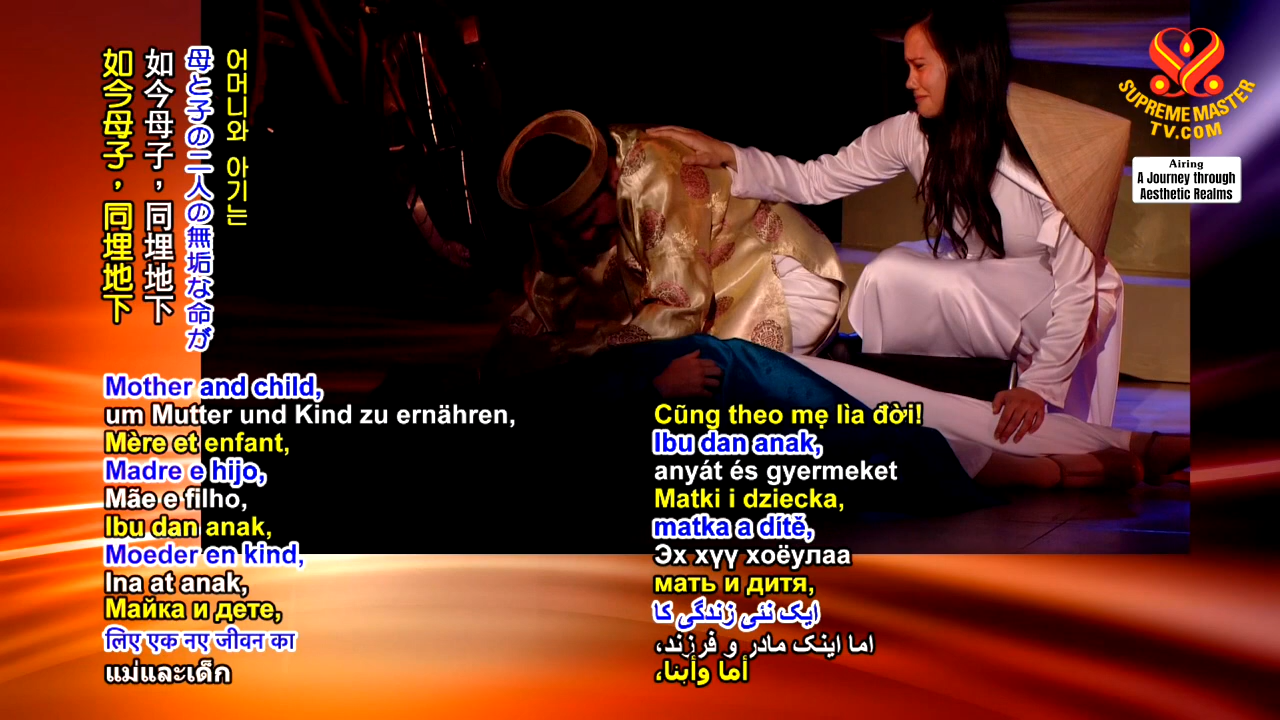 如今母子，同埋地下
如今母子，同埋地下
母と子の二人の無垢な命が
어머니와 아기는
SUPREME MASTER
TV.COM
Airing
A Journey through
Aesthetic Realms
Mother and child,
um Mutter und Kind zu ernähren,
Mère et enfant,
Madre e hijo,
Mãe e filho,
Ibu dan anak,
Moeder en kind,
Ina at anak,
Майка и дете,
लिए एक नए जीवन का
แม่และเด็ก
Cũng theo mẹ lìa đời!
Ibu dan anak,
anyát és gyermeket
Matki i dziecka,
matka a dítě,
Эх хүү хоёулаа
мать и дитя,
ایک نئی زندگی کا
اما اینک مادر و فرزند،
أما وأبنا،